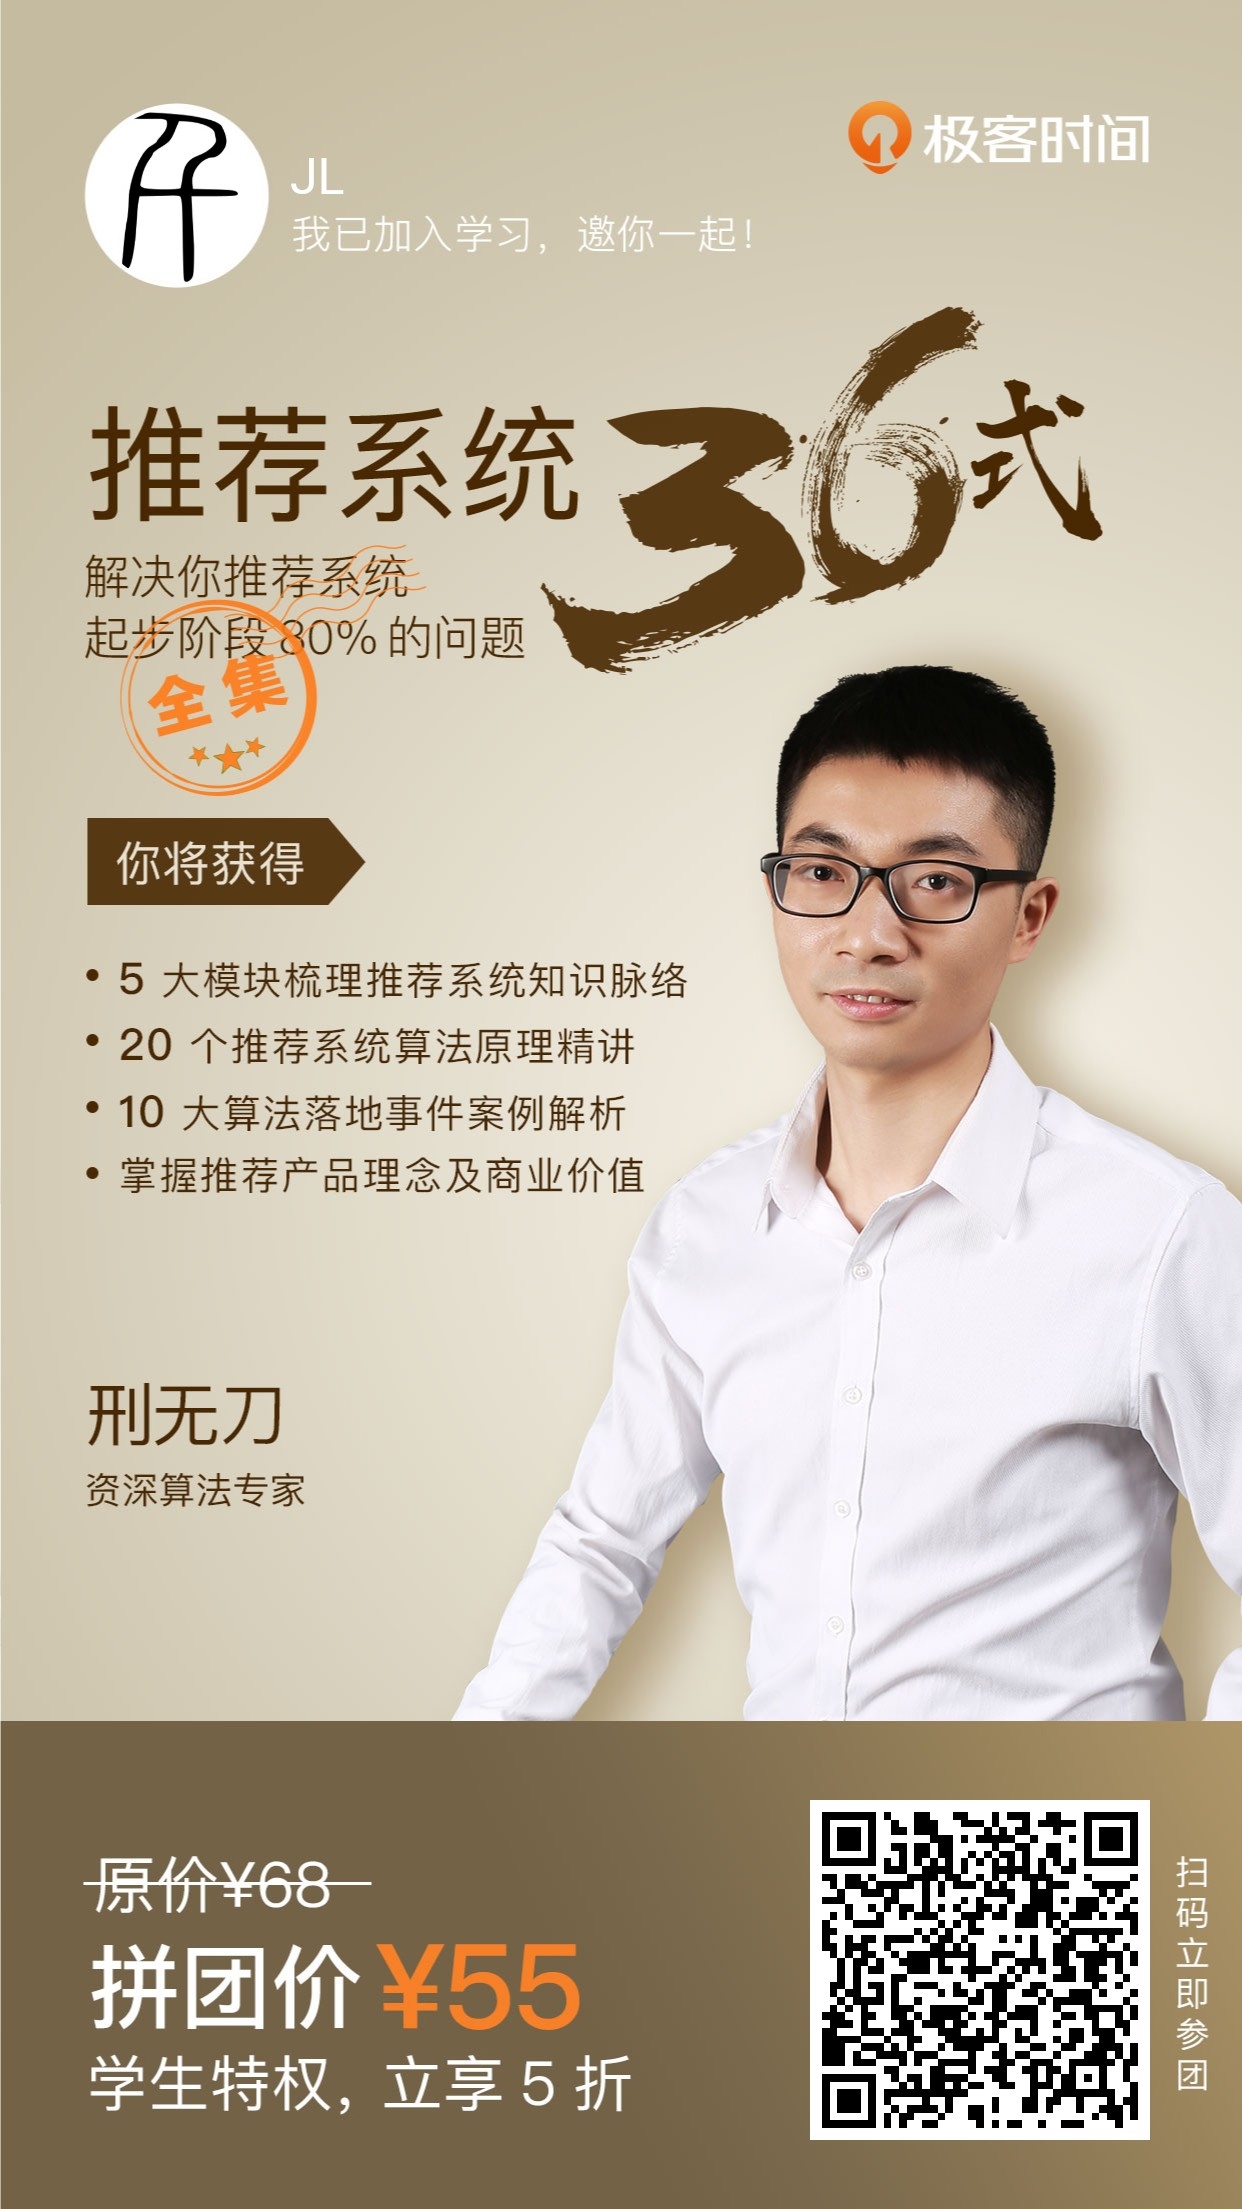 JL
极客时间
我已加入学习，邀你一起！
推荐系统36式
解决你推荐系统
起步阶段 80% 的问题
全集
你将获得
• 5 大模块梳理推荐系统知识脉络
• 20 个推荐系统算法原理精讲
• 10 大算法落地事件案例解析
• 掌握推荐产品理念及商业价值
刑无刀
资深算法专家
原价¥68
拼团价 ¥55
学生特权，立享 5 折
扫码立即参团